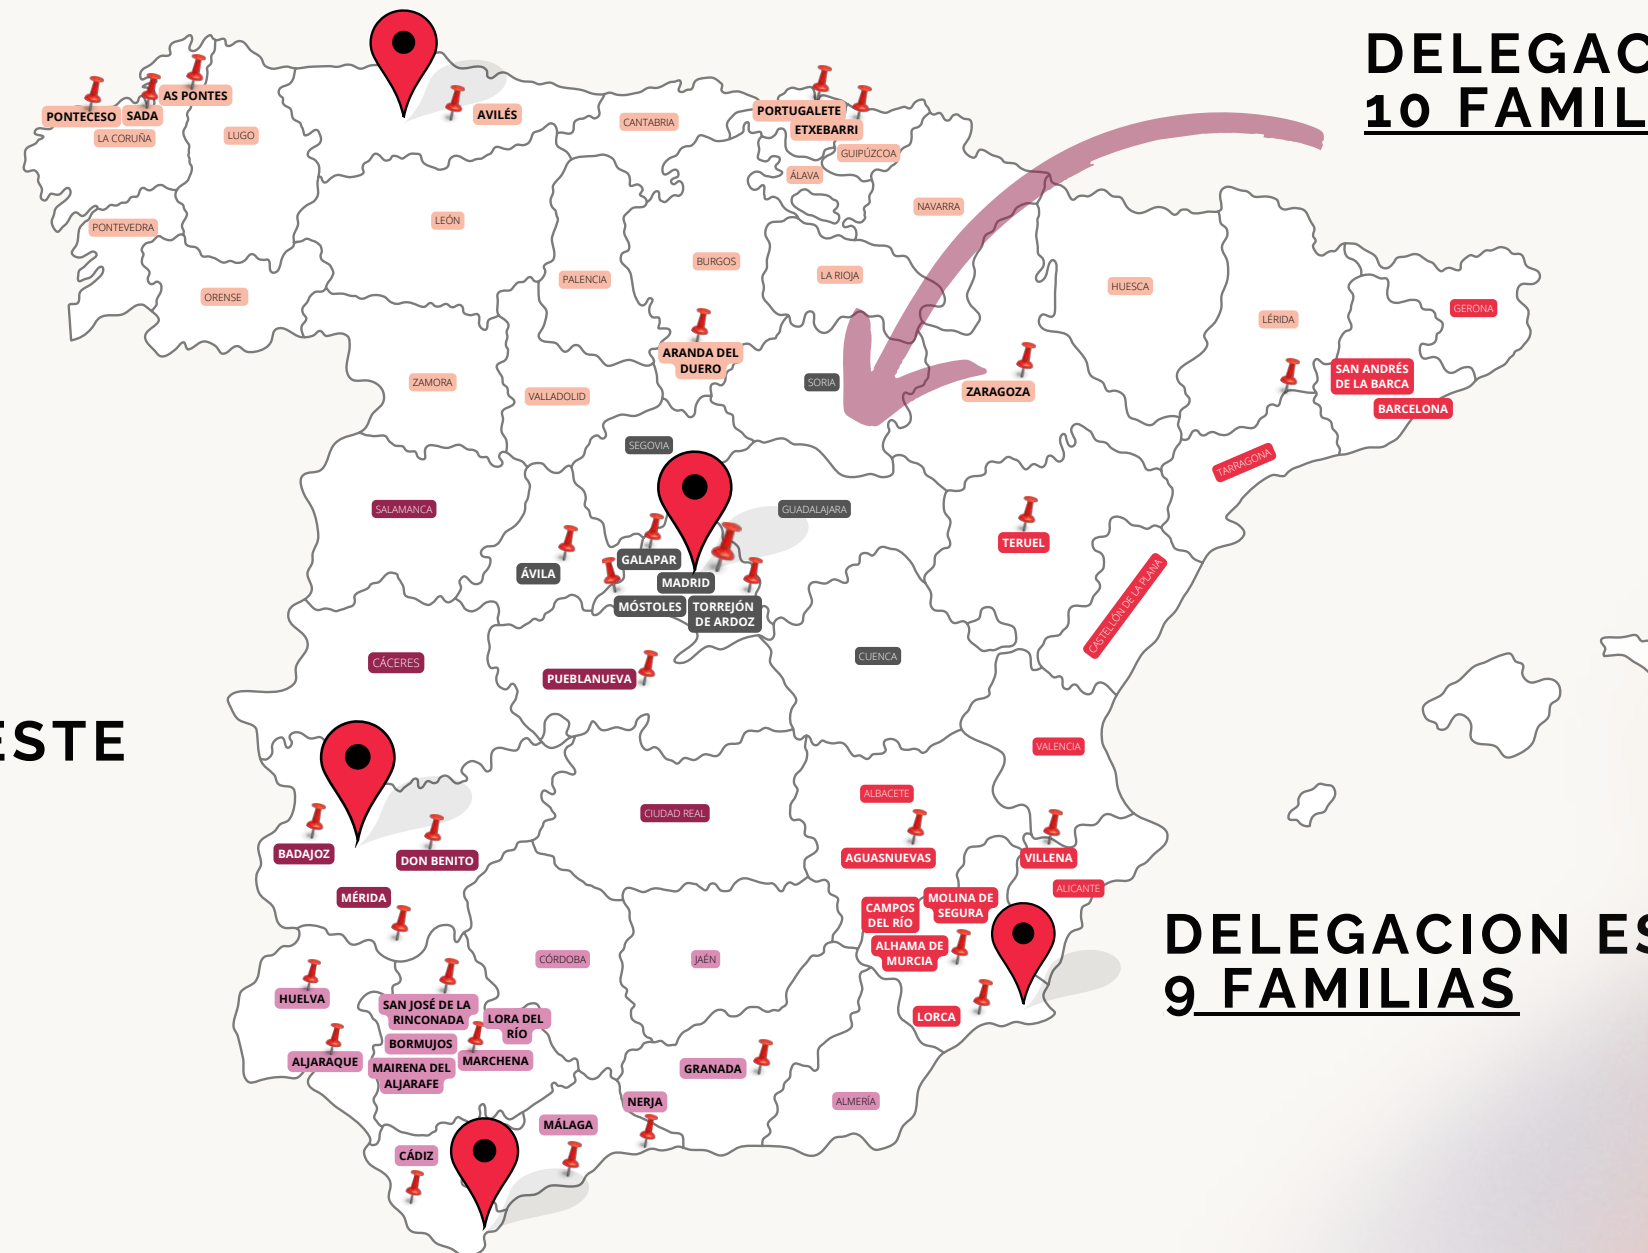 DELEGAC
10 FAMIL
AS PONTES
PONTECESO
SADA
LA CORUÑA
LUGO
AVILÉS
CANTABRIA
PORTUGALETE
ETXEBARRI
GUIPÚZCOA
ÁLAVA
NAVARRA
PONTEVEDRA
LEÓN
BURGOS
LA RIOJA
PALENCIA
HUESCA
ORENSE
LÉRIDA
GERONA
ARANDA DEL
DUERO
ZAMORA
VALLADOLID
SORIA
ZARAGOZA
SAN ANDRÉS
DE LA BARCA
BARCELONA
SEGOVIA
TARRAGONA
SALAMANCA
GUADALAJARA
TERUEL
ÁVILA
GALAPAR
MADRID
MÓSTOLES
TORREJÓN
DE ARDOZ
CASTELLÓN DE LA PLANA
CÁCERES
PUEBLANUEVA
CUENCA
ESTE
VALENCIA
ALBACETE
CIUDAD REAL
BADAJOZ
DON BENITO
AGUASNUEVAS
VILLENA
MÉRIDA
ALICANTE
CAMPOS
DEL RÍO
MOLINA DE
SEGURA
ALHAMA DE
MURCIA
DELEGACION ES
9 FAMILIAS
CÓRDOBA
JAÉN
HUELVA
SAN JOSÉ DE LA
RINCONADA
LORA DEL
RÍO
LORCA
BORMUJOS
ALJARAQUE
MAIRENA DEL
ALJARAFE
MARCHENA
GRANADA
NERJA
ALMERÍA
MÁLAGA
CÁDIZ